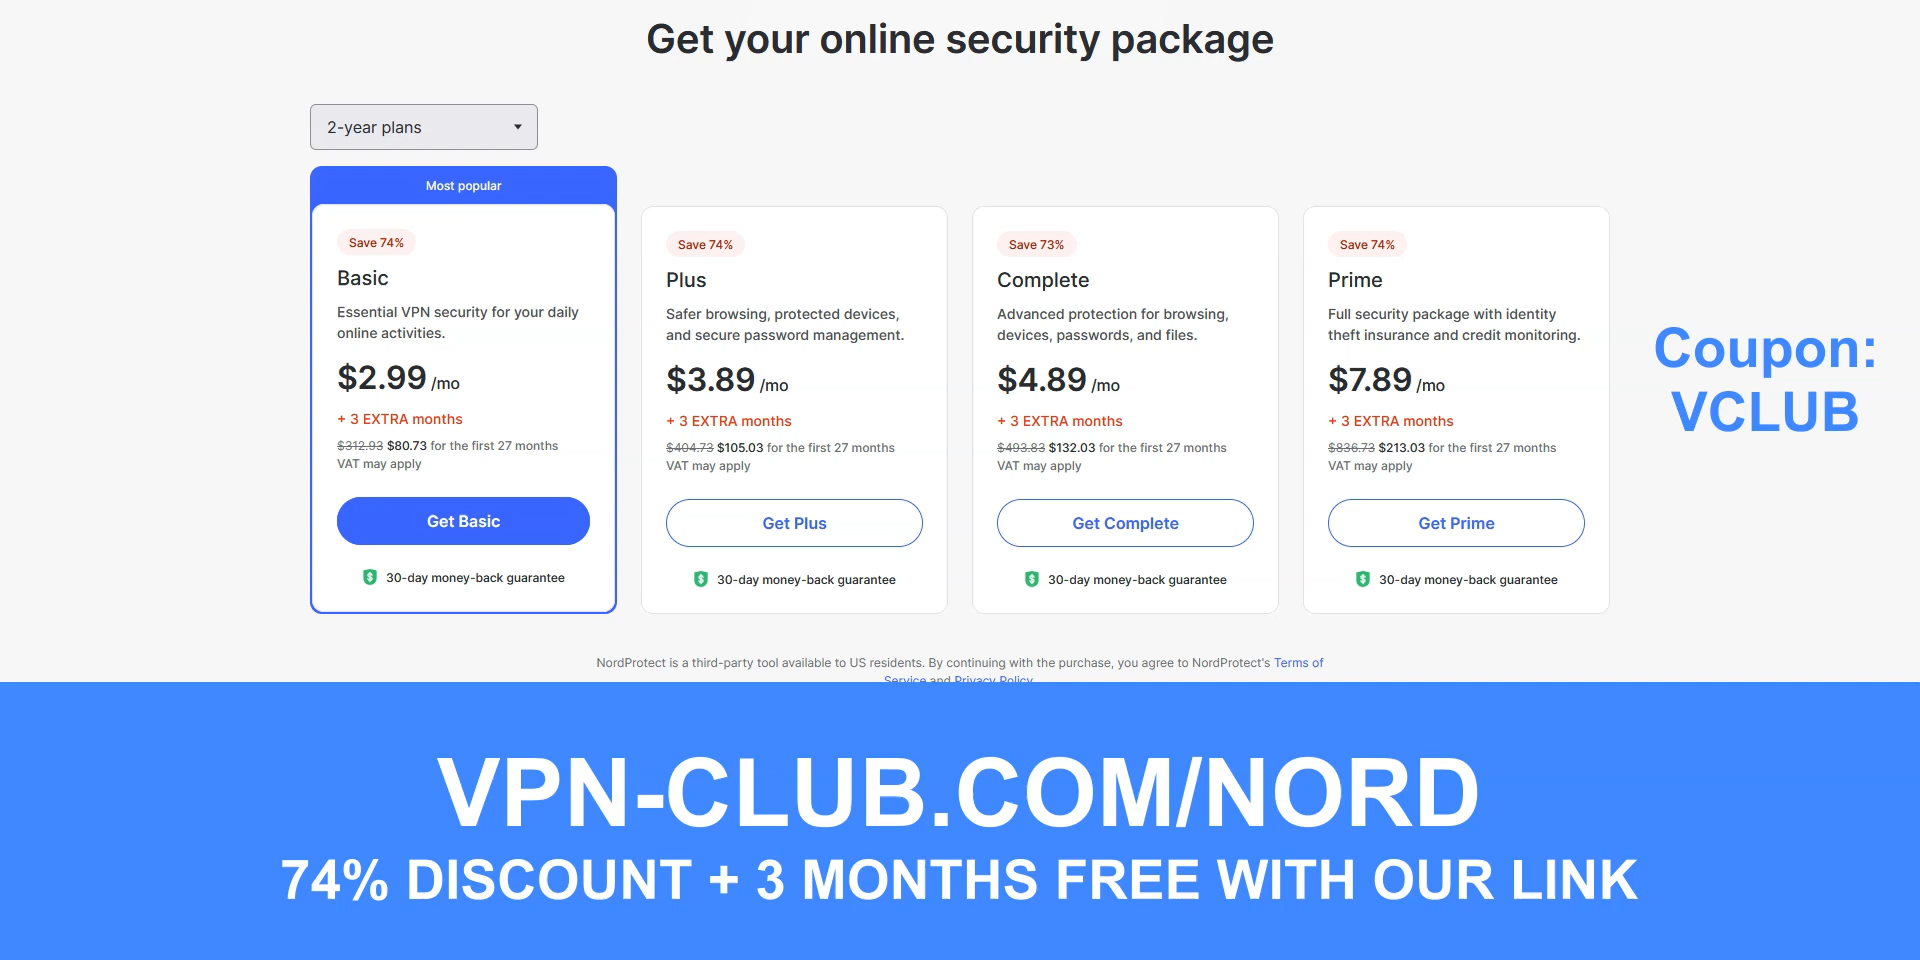 Get your online security package
2-year plans
Most popular
Save 74%
Basic
Essential VPN security for your daily
online activities.
$2.99 /mo
+ 3 EXTRA months
$312.93 $80.73 for the first 27 months
VAT may apply
Get Basic
30-day money-back guarantee
Save 74%
Plus
Safer browsing, protected devices,
and secure password management.
$3.89 /mo
+ 3 EXTRA months
$404.73 $105.03 for the first 27 months
VAT may apply
Get Plus
30-day money-back guarantee
Save 73%
Complete
Advanced protection for browsing,
devices, passwords, and files.
$4.89 /mo
+ 3 EXTRA months
$493.83 $132.03 for the first 27 months
VAT may apply
Get Complete
30-day money-back guarantee
Save 74%
Prime
Full security package with identity
theft insurance and credit monitoring.
$7.89 /mo
+ 3 EXTRA months
$836.73 $213.03 for the first 27 months
VAT may apply
Get Prime
30-day money-back guarantee
Coupon:
VCLUB
NordProtect is a third-party tool available to US residents. By continuing with the purchase, you agree to NordProtect's Terms of
Service and Privacy Policy.
VPN-CLUB.COM/NORD
74% DISCOUNT + 3 MONTHS FREE WITH OUR LINK